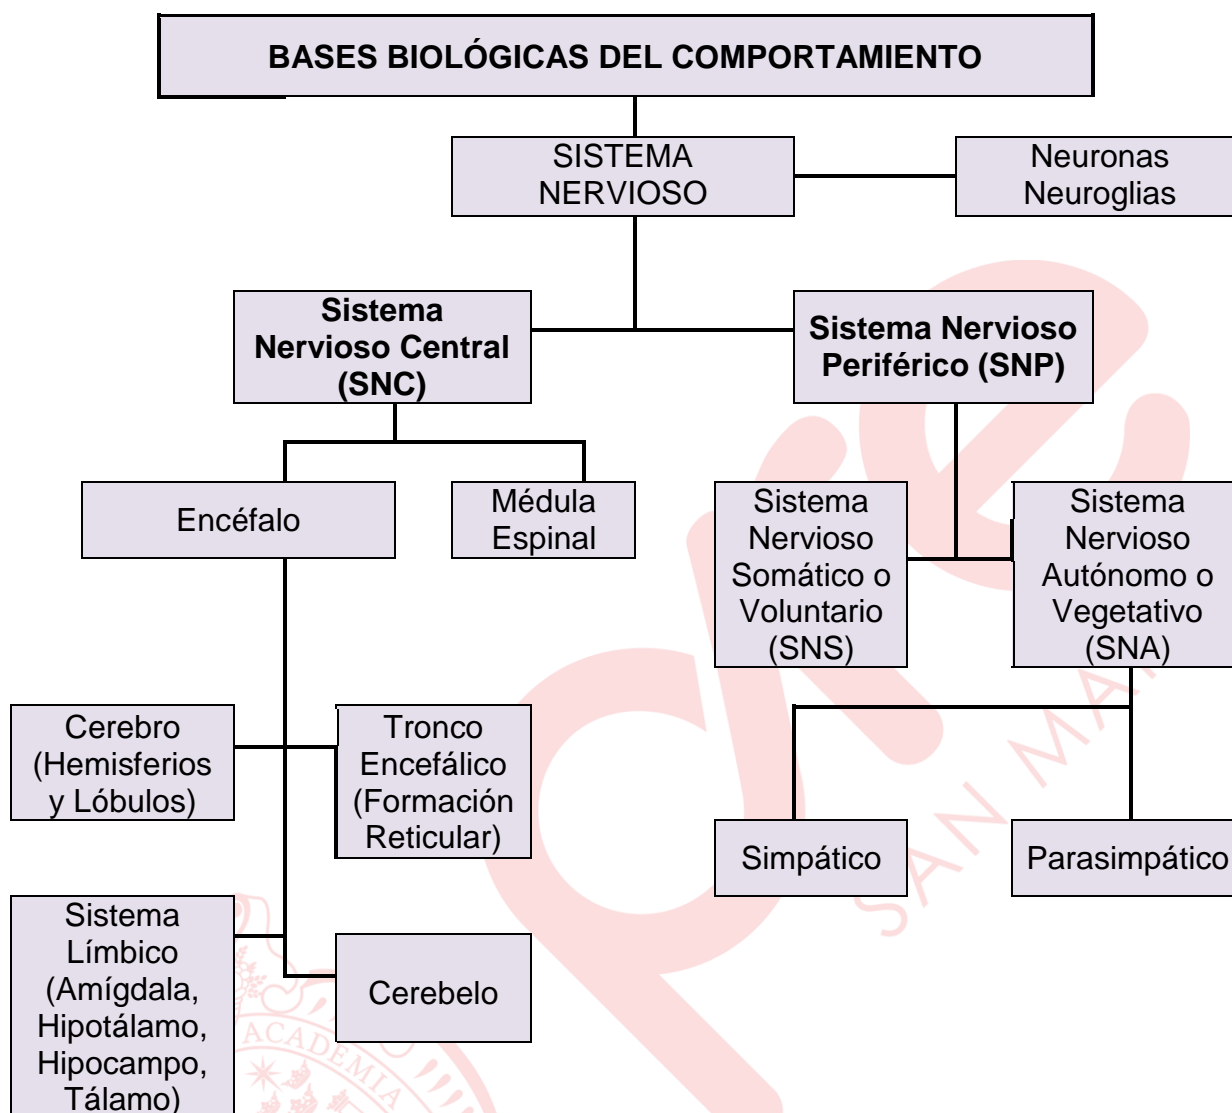 BASES BIOLÓGICAS DEL COMPORTAMIENTO
SISTEMA
NERVIOSO
Neuronas
Neuroglias
Sistema
Nervioso Central
(SNC)
Sistema Nervioso
Periférico (SNP)
Encéfalo
Médula
Espinal
Sistema
Nervioso
Somático o
Voluntario
(SNS)
Sistema
Nervioso
Autónomo o
Vegetativo
(SNA)
Cerebro
(Hemisferios
y Lóbulos)
Tronco
Encefálico
(Formación
Reticular)
Simpático
Parasimpático
Sistema
Límbico
(Amígdala,
Hipotálamo,
Hipocampo,
Tálamo)
Cerebelo
SAN
ACADEMIA